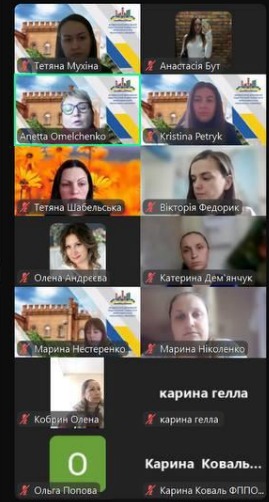 Тетяна Мухіна
Анастасія Бут
Anetta Omelchenko
Kristina Petryk
Тетяна Шабельська
Вікторія Федорик
Олена Андрєєва
Катерина Дем'янчук
Марина Нестеренко
Марина Ніколенко
карина гелла
Кобрин Олена
карина гелла
О
Карина Коваль...
Ольга Попова
Карина Коваль ФППО...